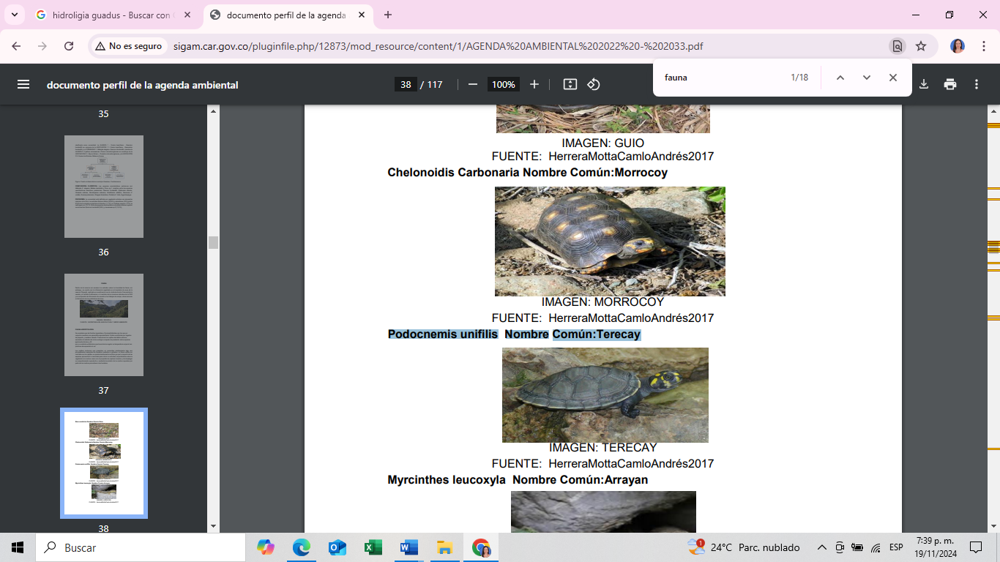 hidroligia guadus - Buscar con
documento perfil de la agenda
No es seguro
sigam.car.gov.co/pluginfile.php/12873/mod_resource/content/1/AGENDA%20AMBIENTAL%202022%20-%202033.pdf
fauna
1/18
documento perfil de la agenda ambiental
38 / 117
100%
35
36
37
38
IMAGEN: GUIO
FUENTE: HerreraMottaCamloAndrés2017
Chelonoidis Carbonaria Nombre Común:Morrocoy
IMAGEN: MORROCOY
FUENTE: HerreraMottaCamloAndrés2017
Podocnemis unifilis Nombre Común:Terecay
IMAGEN: TERECAY
FUENTE: HerreraMottaCamloAndrés2017
Myrcinthes leucoxyla Nombre Común:Arrayan
Buscar
1
24°C Parc. nublado
ESP
7:39 p. m.
19/11/2024